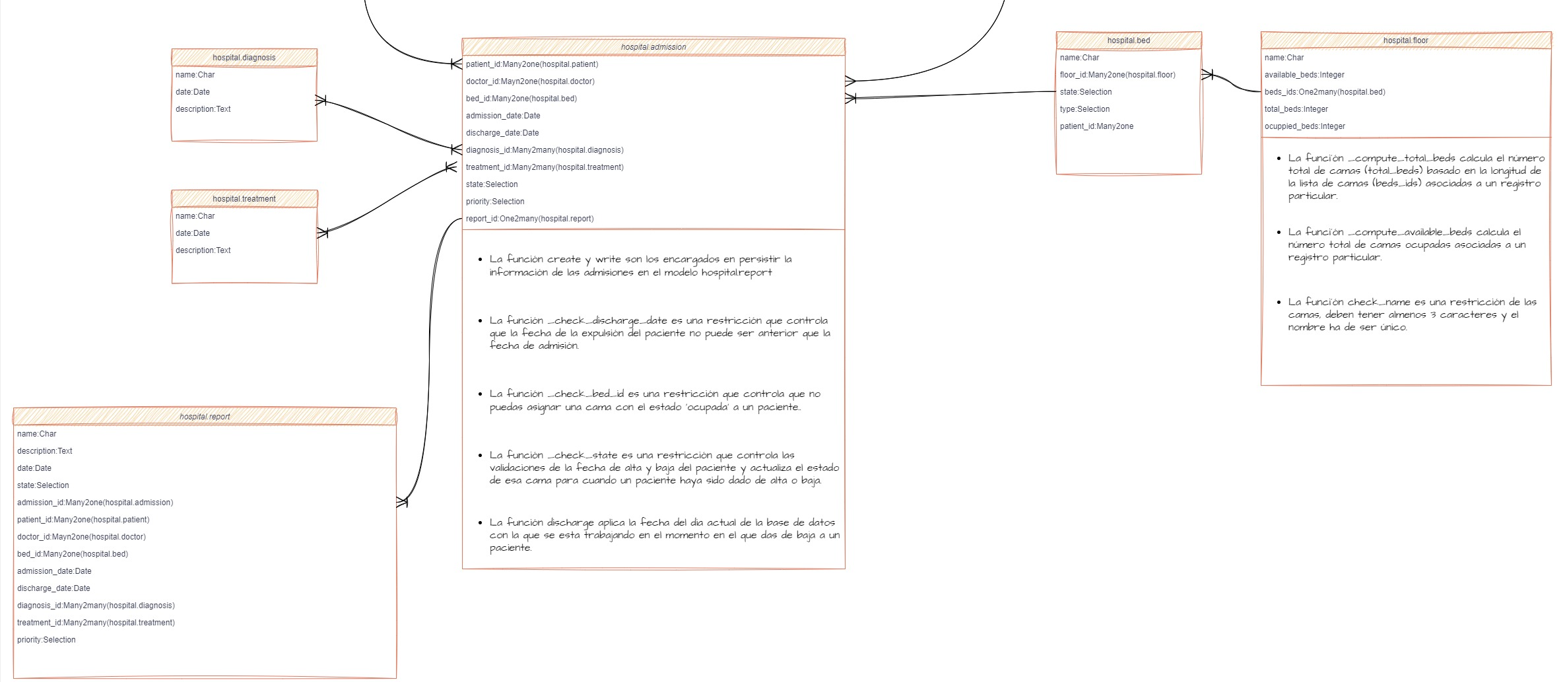 hospital.diagnosis
name:Char
date:Date
description:Text
hospital.treatment
name:Char
date:Date
description:Text
hospital.admission
patient_id:Many2one(hospital.patient)
doctor_id:Mayn2one(hospital.doctor)
bed_id:Many2one(hospital.bed)
admission_date:Date
discharge_date:Date
diagnosis_id:Many2many(hospital.diagnosis)
treatment_id:Many2many(hospital.treatment)
state:Selection
priority:Selection
report_id:One2many(hospital.report)
• La función create y write son los encargados en persistir la
información de las admisiones en el modelo hospital.report
• La función _check_discharge_date es una restricción que controla
que la fecha de la expulsión del paciente no puede ser anterior que la
fecha de admisión.
• La función _check_bed_id es una restricción que controla que no
puedas asignar una cama con el estado 'ocupada' a un paciente..
• La función _check_state es una restricción que controla las
validaciones de la fecha de alta y baja del paciente y actualiza el estado
de esa cama para cuando un paciente haya sido dado de alta o baja.
• La función discharge aplica la fecha del dia actual de la base de datos
con la que se esta trabajando en el momento en el que das de baja a un
paciente.
hospital.bed
name:Char
floor_id:Many2one(hospital.floor)
state:Selection
type:Selection
patient_id:Many2one
hospital.floor
name:Char
available_beds:Integer
beds_ids:One2many(hospital.bed)
total_beds:Integer
ocuppied_beds:Integer
• La función _compute_total_beds calcula el número
total de camas (total_beds) basado en la longitud de
la lista de camas (beds_ids) asociadas a un registro
particular.
• La función _compute_available_beds calcula el
número total de camas ocupadas asociadas a un
registro particular.
• La función check_name es una restricción de las
camas, deben tener almenos 3 caracteres y el
nombre ha de ser único.
hospital.report
name:Char
description:Text
date:Date
state:Selection
admission_id:Many2one(hospital.admission)
patient_id:Many2one(hospital.patient)
doctor_id:Mayn2one(hospital.doctor)
bed_id:Many2one(hospital.bed)
admission_date:Date
discharge_date:Date
diagnosis_id:Many2many(hospital.diagnosis)
treatment_id:Many2many(hospital.treatment)
priority:Selection